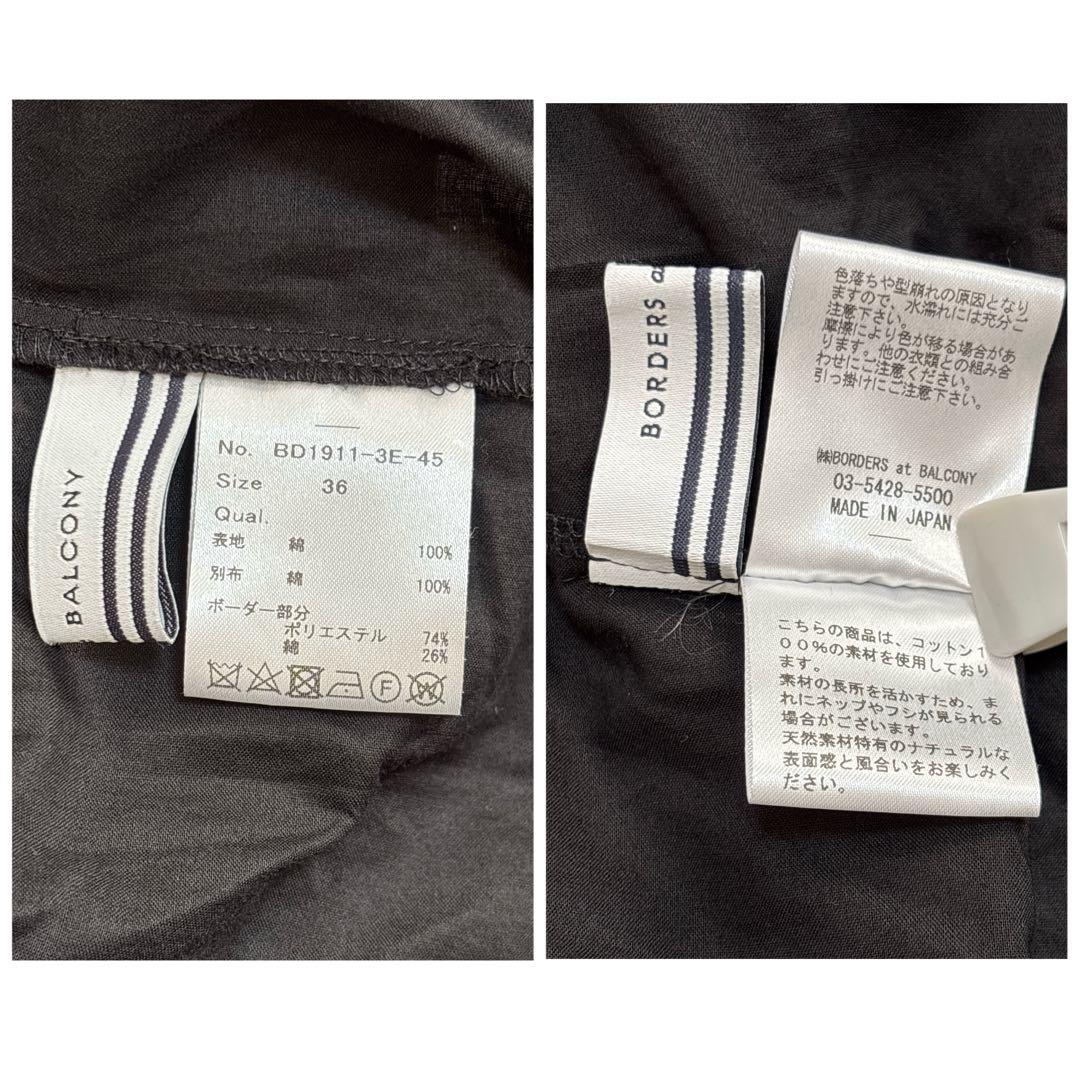 BALCONY
No. BD1911-3E-45
Size 36
Qual.
表地 綿 100%
別布 綿 100%
ボーダー部分
ポリエステル 74%
綿 26%
F
W
BORDERS at
色落ちや型崩れの原因となり
ますので、水濡れには充分ご
注意下さい。
摩擦により色が移る場合があ
ります。他の衣類との組み合
わせにご注意ください。
引っ掛けにご注意下さい。
㈱BORDERS at BALCONY
03-5428-5500
MADE IN JAPAN
こちらの商品は、コットン1
00%の素材を使用しており
ます。
素材の長所を活かすため、ま
れにネップやフシが見られる
場合がございます。
天然素材特有のナチュラルな
表面感と風合いをお楽しみく
ださい。